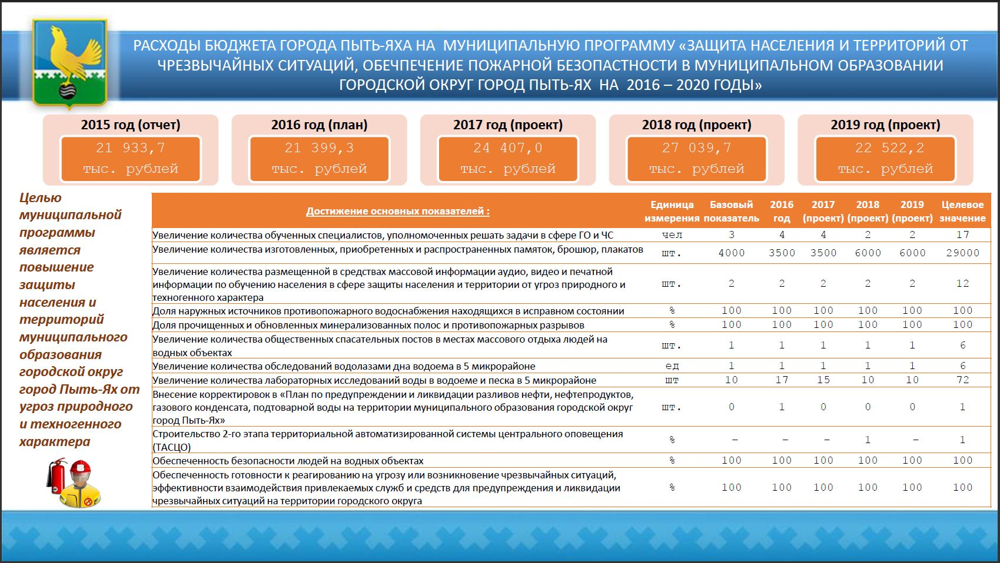 РАСХОДЫ БЮДЖЕТА ГОРОДА ПЫТЬ-ЯХА НА МУНИЦИПАЛЬНУЮ ПРОГРАММУ «ЗАЩИТА НАСЕЛЕНИЯ И ТЕРРИТОРИЙ ОТ
ЧРЕЗВЫЧАЙНЫХ СИТУАЦИЙ, ОБЕЧПЕЧЕНИЕ ПОЖАРНОЙ БЕЗОПАСТНОСТИ В МУНИЦИПАЛЬНОМ ОБРАЗОВАНИИ
ГОРОДСКОЙ ОКРУГ ГОРОД ПЫТЬ-ЯХ НА 2016 – 2020 ГОДЫ»
2015 год (отчет)
21 933,7
тыс. рублей
2016 год (план)
21 399,3
тыс. рублей
2017 год (проект)
24 407,0
тыс. рублей
2018 год (проект)
27 039,7
тыс. рублей
2019 год (проект)
22 522,2
тыс. рублей
Целью
муниципальной
программы
является
повышение
защиты
населения и
территорий
муниципального
образования
городской округ
город Пыть-Ях от
угроз природного
и техногенного
характера
Достижение основных показателей :
Единица
измерения
Базовый
показатель
2016
год
2017
(проект)
2018
(проект)
2019
(проект)
Целевое
значение
Увеличение количества обученных специалистов, уполномоченных решать задачи в сфере ГО и ЧС чел 3 4 4 2 2 17
Увеличение количества изготовленных, приобретенных и распространенных памяток, брошюр, плакатов шт. 4000 3500 3500 6000 6000 29000
Увеличение количества размещенной в средствах массовой информации аудио, видео и печатной
информации по обучению населения в сфере защиты населения и территории от угроз природного и
техногенного характера
шт. 2 2 2 2 2 12
Доля наружных источников противопожарного водоснабжения находящихся в исправном состоянии % 100 100 100 100 100 100
Доля прочищенных и обновленных минерализованных полос и противопожарных разрывов % 100 100 100 100 100 100
Увеличение количества общественных спасательных постов в местах массового отдыха людей на
водных объектах
шт. 1 1 1 1 1 6
Увеличение количества обследований водолазами дна водоема в 5 микрорайоне ед 1 1 1 1 1 6
Увеличение количества лабораторных исследований воды в водоеме и песка в 5 микрорайоне шт 10 17 15 10 10 72
Внесение корректировок в «План по предупреждении и ликвидации разливов нефти, нефтепродуктов,
газового конденсата, подтоварной воды на территории муниципального образования городской округ
город Пыть-Ях»
шт. 0 1 0 0 0 1
Строительство 2-го этапа территориальной автоматизированной системы центрального оповещения
(ТАСЦО)
% – – – 1 – 1
Обеспеченность безопасности людей на водных объектах % 100 100 100 100 100 100
Обеспеченность готовности к реагированию на угрозу или возникновение чрезвычайных ситуаций,
эффективности взаимодействия привлекаемых служб и средств для предупреждения и ликвидации
чрезвычайных ситуаций на территории городского округа
% 100 100 100 100 100 100